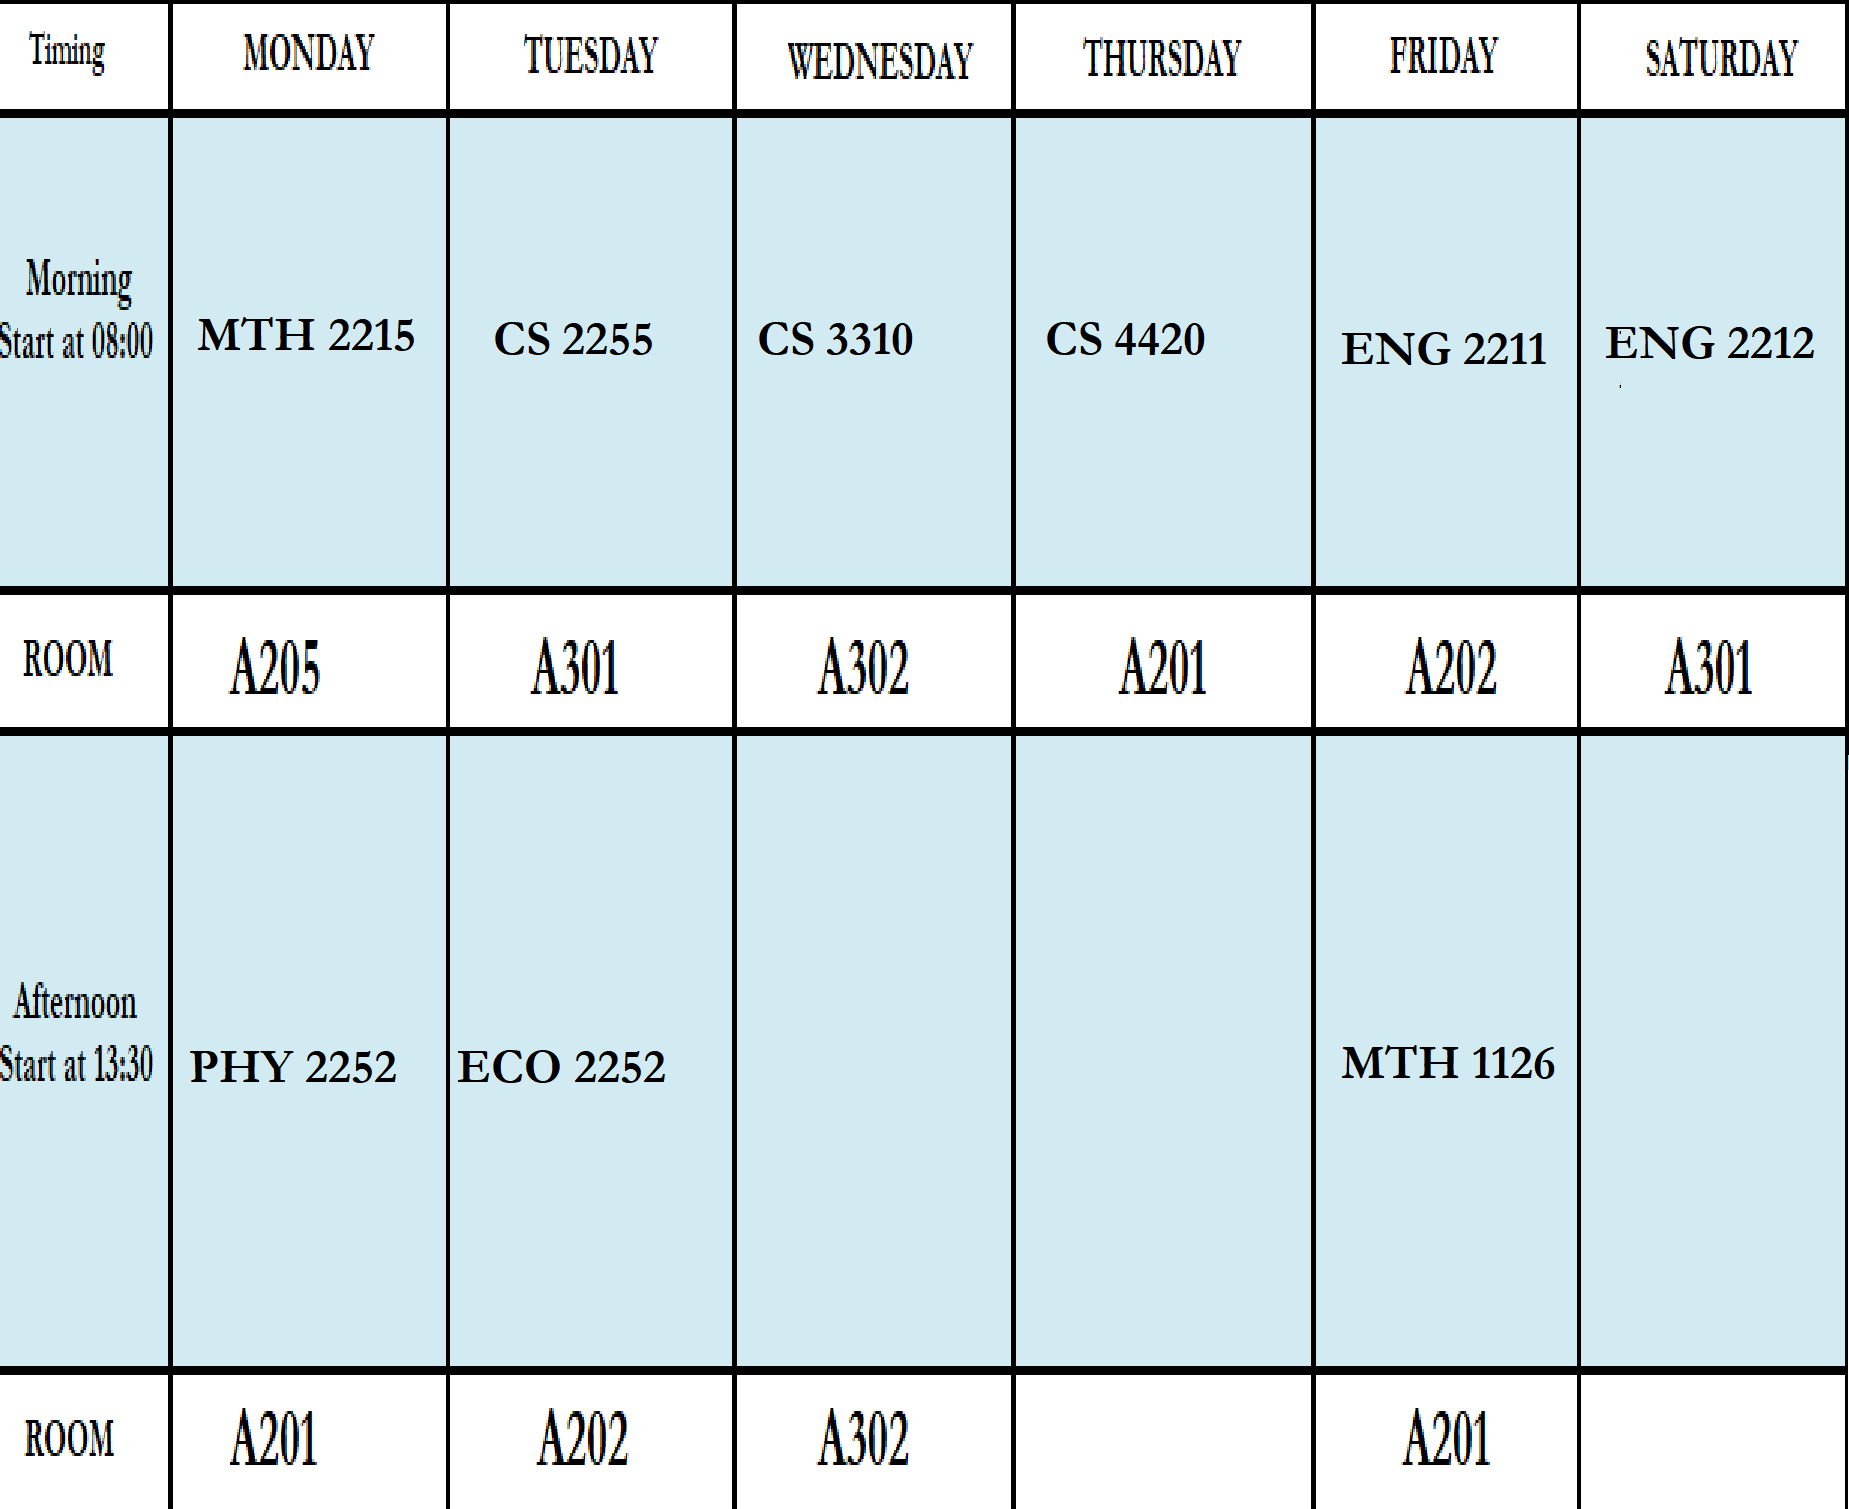 Timing MONDAY TUESDAY WEDNESDAY THURSDAY FRIDAY SATURDAY
Morning
Start at 08:00 MTH 2215 CS 2255 CS 3310 CS 4420 ENG 2211 ENG 2212
ROOM A205 A301 A302 A201 A202 A301
Afternoon
Start at 13:30 PHY 2252 ECO 2252 MTH 1126
ROOM A201 A202 A302 A201